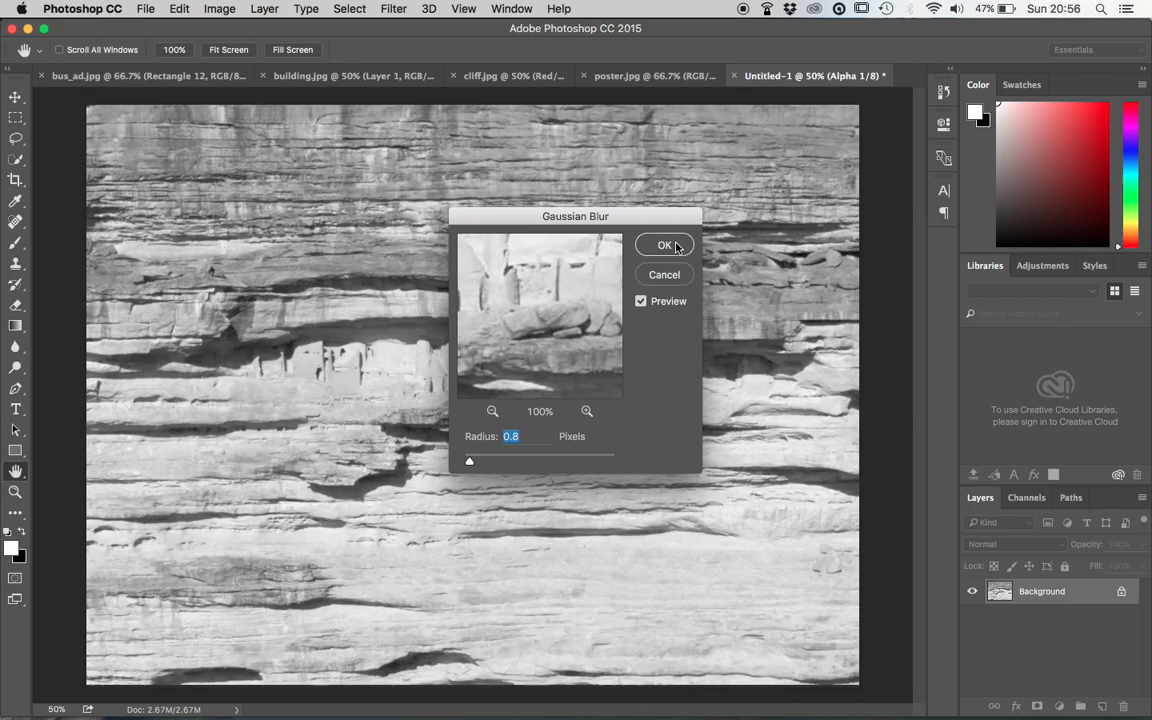 Photoshop CC File Edit Image Layer Type Select Filter 3D View Window Help 47% Sun 20:56
Adobe Photoshop CC 2015
Scroll All Windows 100% Fit Screen Fill Screen Essentials
bus_ad.jpg @ 66.7% (Rectangle 12, RGB/8... building.jpg @ 50% (Layer 1, RGB/... cliff.jpg @ 50% (Red/... poster.jpg @ 66.7% (RGB/... Untitled-1 @ 50% (Alpha 1/8) *
Color Swatches
Gaussian Blur
OK
Cancel
Preview
100%
Radius: 0.8 Pixels
Libraries Adjustments Styles
Search Adobe Stock
To use Creative Cloud Libraries,
please sign in to Creative Cloud
Layers Channels Paths
Kind
Normal Opacity: 100%
Lock: Fill: 100%
Background
50% Doc: 2.67M/2.67M